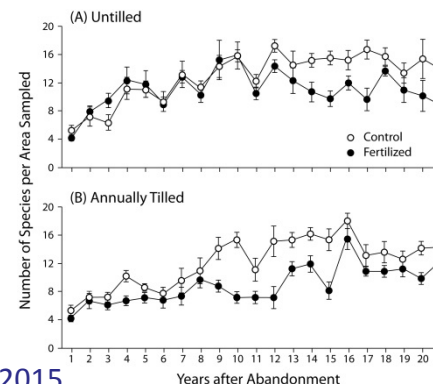 (A) Untilled
20
16
12
8
4
0
Control
Fertilized
Number of Species per Area Sampled
(B) Annually Tilled
20
16
12
8
4
0
1 2 3 4 5 6 7 8 9 10 11 12 13 14 15 16 17 18 19 20
2015
Years after Abandonment